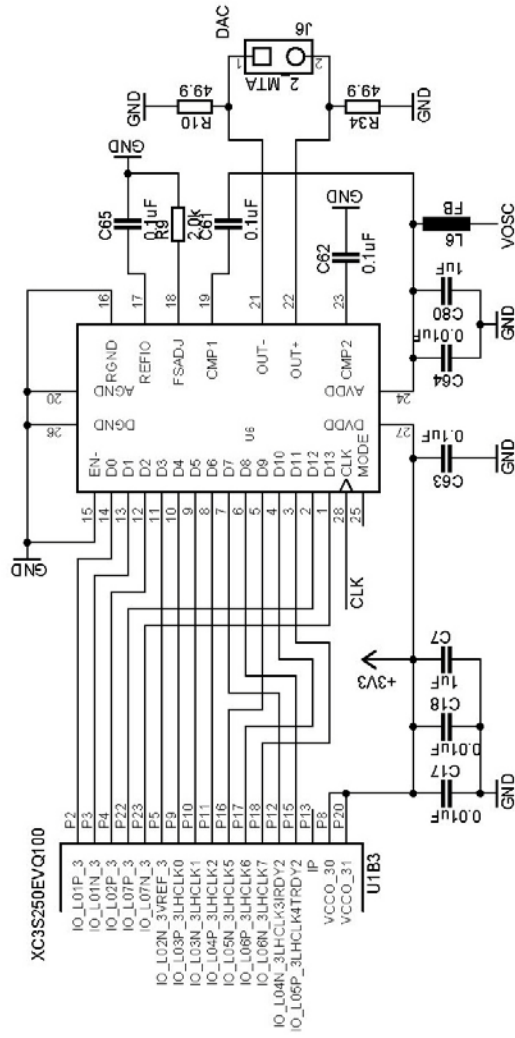 XC3S250EVQ100
IO_L01P_3 P2
IO_L01N_3 P3
IO_L02P_3 P4
IO_L07P_3 P22
IO_L07N_3 P23
IO_L02N_3VREF_3 P5
IO_L03P_3LHCLK0 P9
IO_L03N_3LHCLK1 P10
IO_L04P_3LHCLK2 P11
IO_L05N_3LHCLK5 P16
IO_L06P_3LHCLK6 P17
IO_L06N_3LHCLK7 P18
IO_L04N_3LHCLK3IRDY2 P12
IO_L05P_3LHCLK4TRDY2 P15
IP P13
VCCO_30 P8
VCCO_31 P20
U1B3
GND
15 EN-
14 D0
13 D1
12 D2
11 D3
10 D4
9 D5
8 D6
7 D7
6 D8
5 D9
4 D10
3 D11
2 D12
1 D13
CLK 28 CLK
25 MODE
U6
26 DGND
20 AGND
RGND 16
REFIO 17
FSADJ 18
CMP1 19
OUT- 21
OUT+ 22
CMP2 23
DVDD 27
AVDD 24
GND
C65 0.1uF
R9 2.0k
C61 0.1uF
C62 0.1uF
GND
GND
R10 49.9
DAC
J6
1
2
2_MTA
R34 49.9
GND
L6 FB
VOSC
C80 1uF
C64 0.01uF
GND
C63 0.1uF
GND
+3V3
C7 1uF
C18 0.01uF
C17 0.01uF
GND